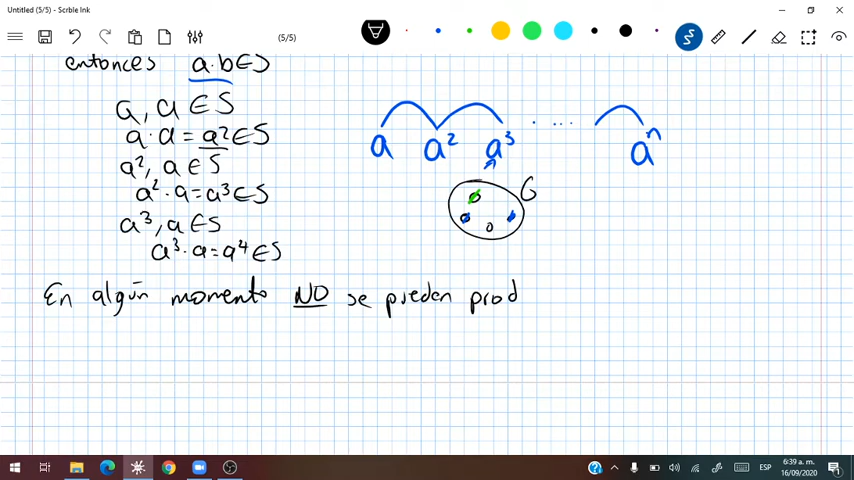 Untitled (5/5) - Scrble Ink
(5/5)
entonces a.b∈S
a, a ∈ S
a · a = a² ∈ S
a², a ∈ S
a² · a = a³ ∈ S
a³, a ∈ S
a³ · a = a⁴ ∈ S
a a² a³ . ... aⁿ
G
En algún momento NO se pueden prod
ESP
6:39 a. m.
16/09/2020